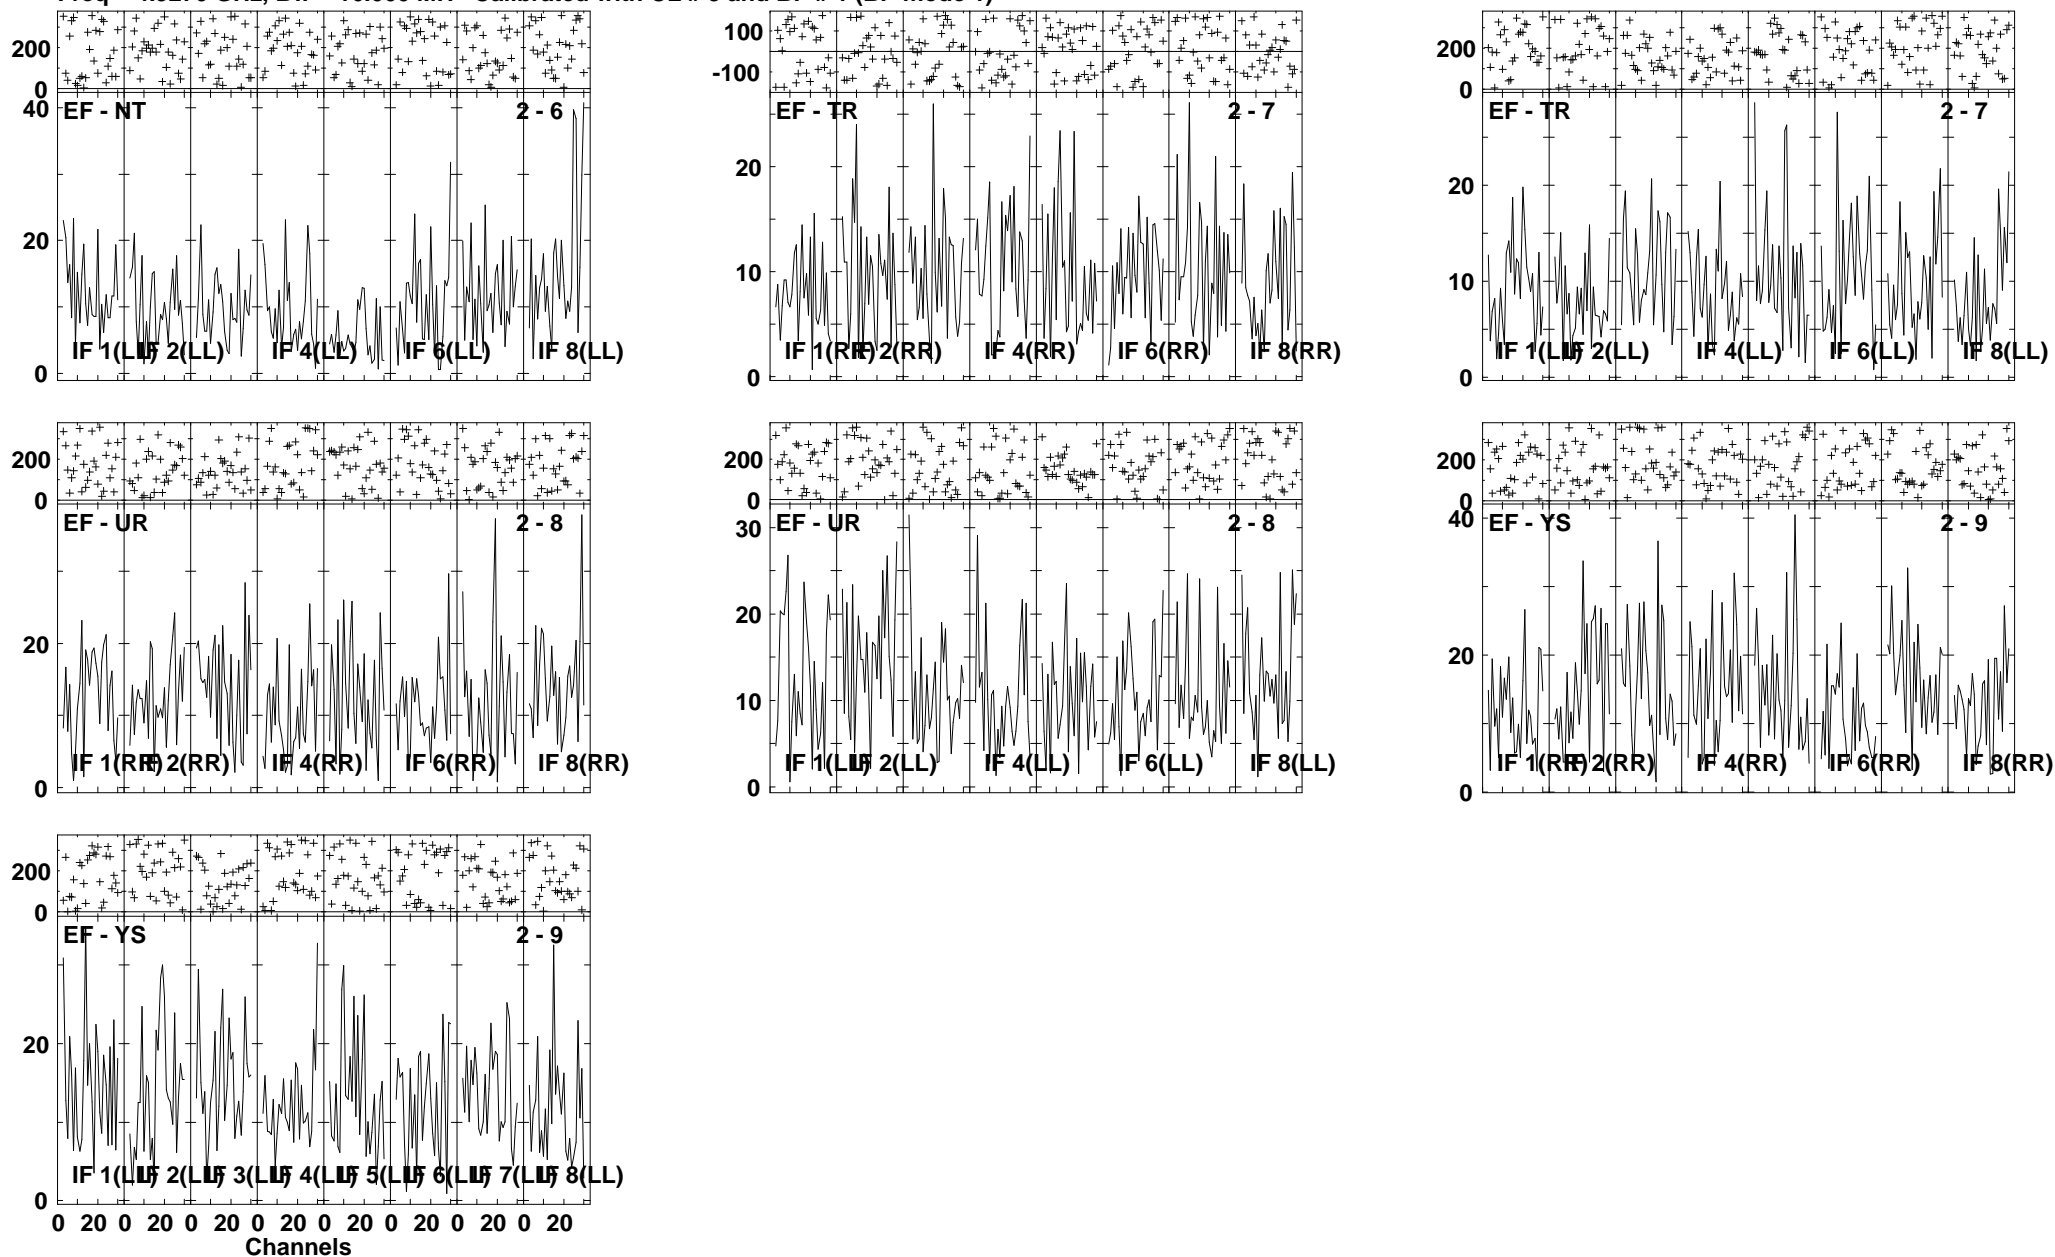 200
0
40
20
0
EF - NT
2 - 6
IF 1(LL) IF 2(LL) IF 4(LL) IF 6(LL) IF 8(LL)
100
-100
20
10
0
EF - TR
2 - 7
IF 1(RR) IF 2(RR) IF 4(RR) IF 6(RR) IF 8(RR)
200
0
20
10
0
EF - TR
2 - 7
IF 1(LL) IF 2(LL) IF 4(LL) IF 6(LL) IF 8(LL)
200
0
20
0
EF - UR
2 - 8
IF 1(RR) IF 2(RR) IF 4(RR) IF 6(RR) IF 8(RR)
200
0
30
20
10
0
EF - UR
2 - 8
IF 1(LL) IF 2(LL) IF 4(LL) IF 6(LL) IF 8(LL)
200
0
40
20
0
EF - YS
2 - 9
IF 1(RR) IF 2(RR) IF 4(RR) IF 6(RR) IF 8(RR)
200
0
20
0
EF - YS
2 - 9
IF 1(LL) IF 2(LL) IF 3(LL) IF 4(LL) IF 5(LL) IF 6(LL) IF 7(LL) IF 8(LL)
0 20 0 20 0 20 0 20 0 20 0 20 0 20 0 20
Channels